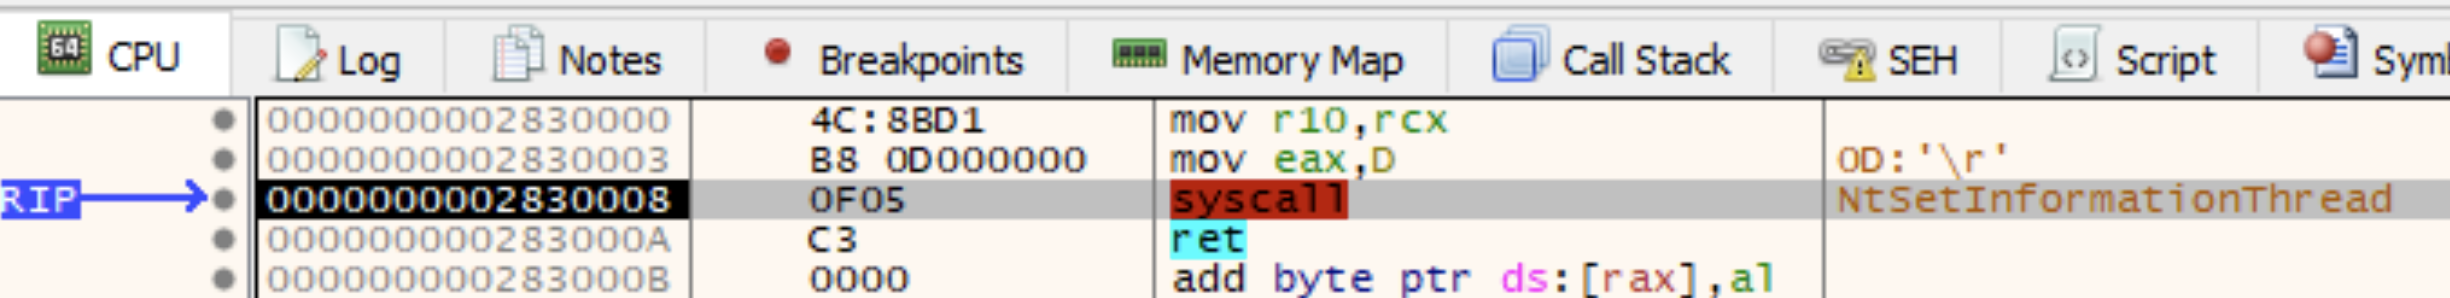 64 CPU Log Notes Breakpoints Memory Map Call Stack SEH Script Symb
0000000002830000 4C:8BD1 mov r10,rcx
0000000002830003 B8 0D000000 mov eax,D 0D:'\r'
RIP 0000000002830008 0F05 syscall NtSetInformationThread
000000000283000A C3 ret
000000000283000B 0000 add byte ptr ds:[rax],al